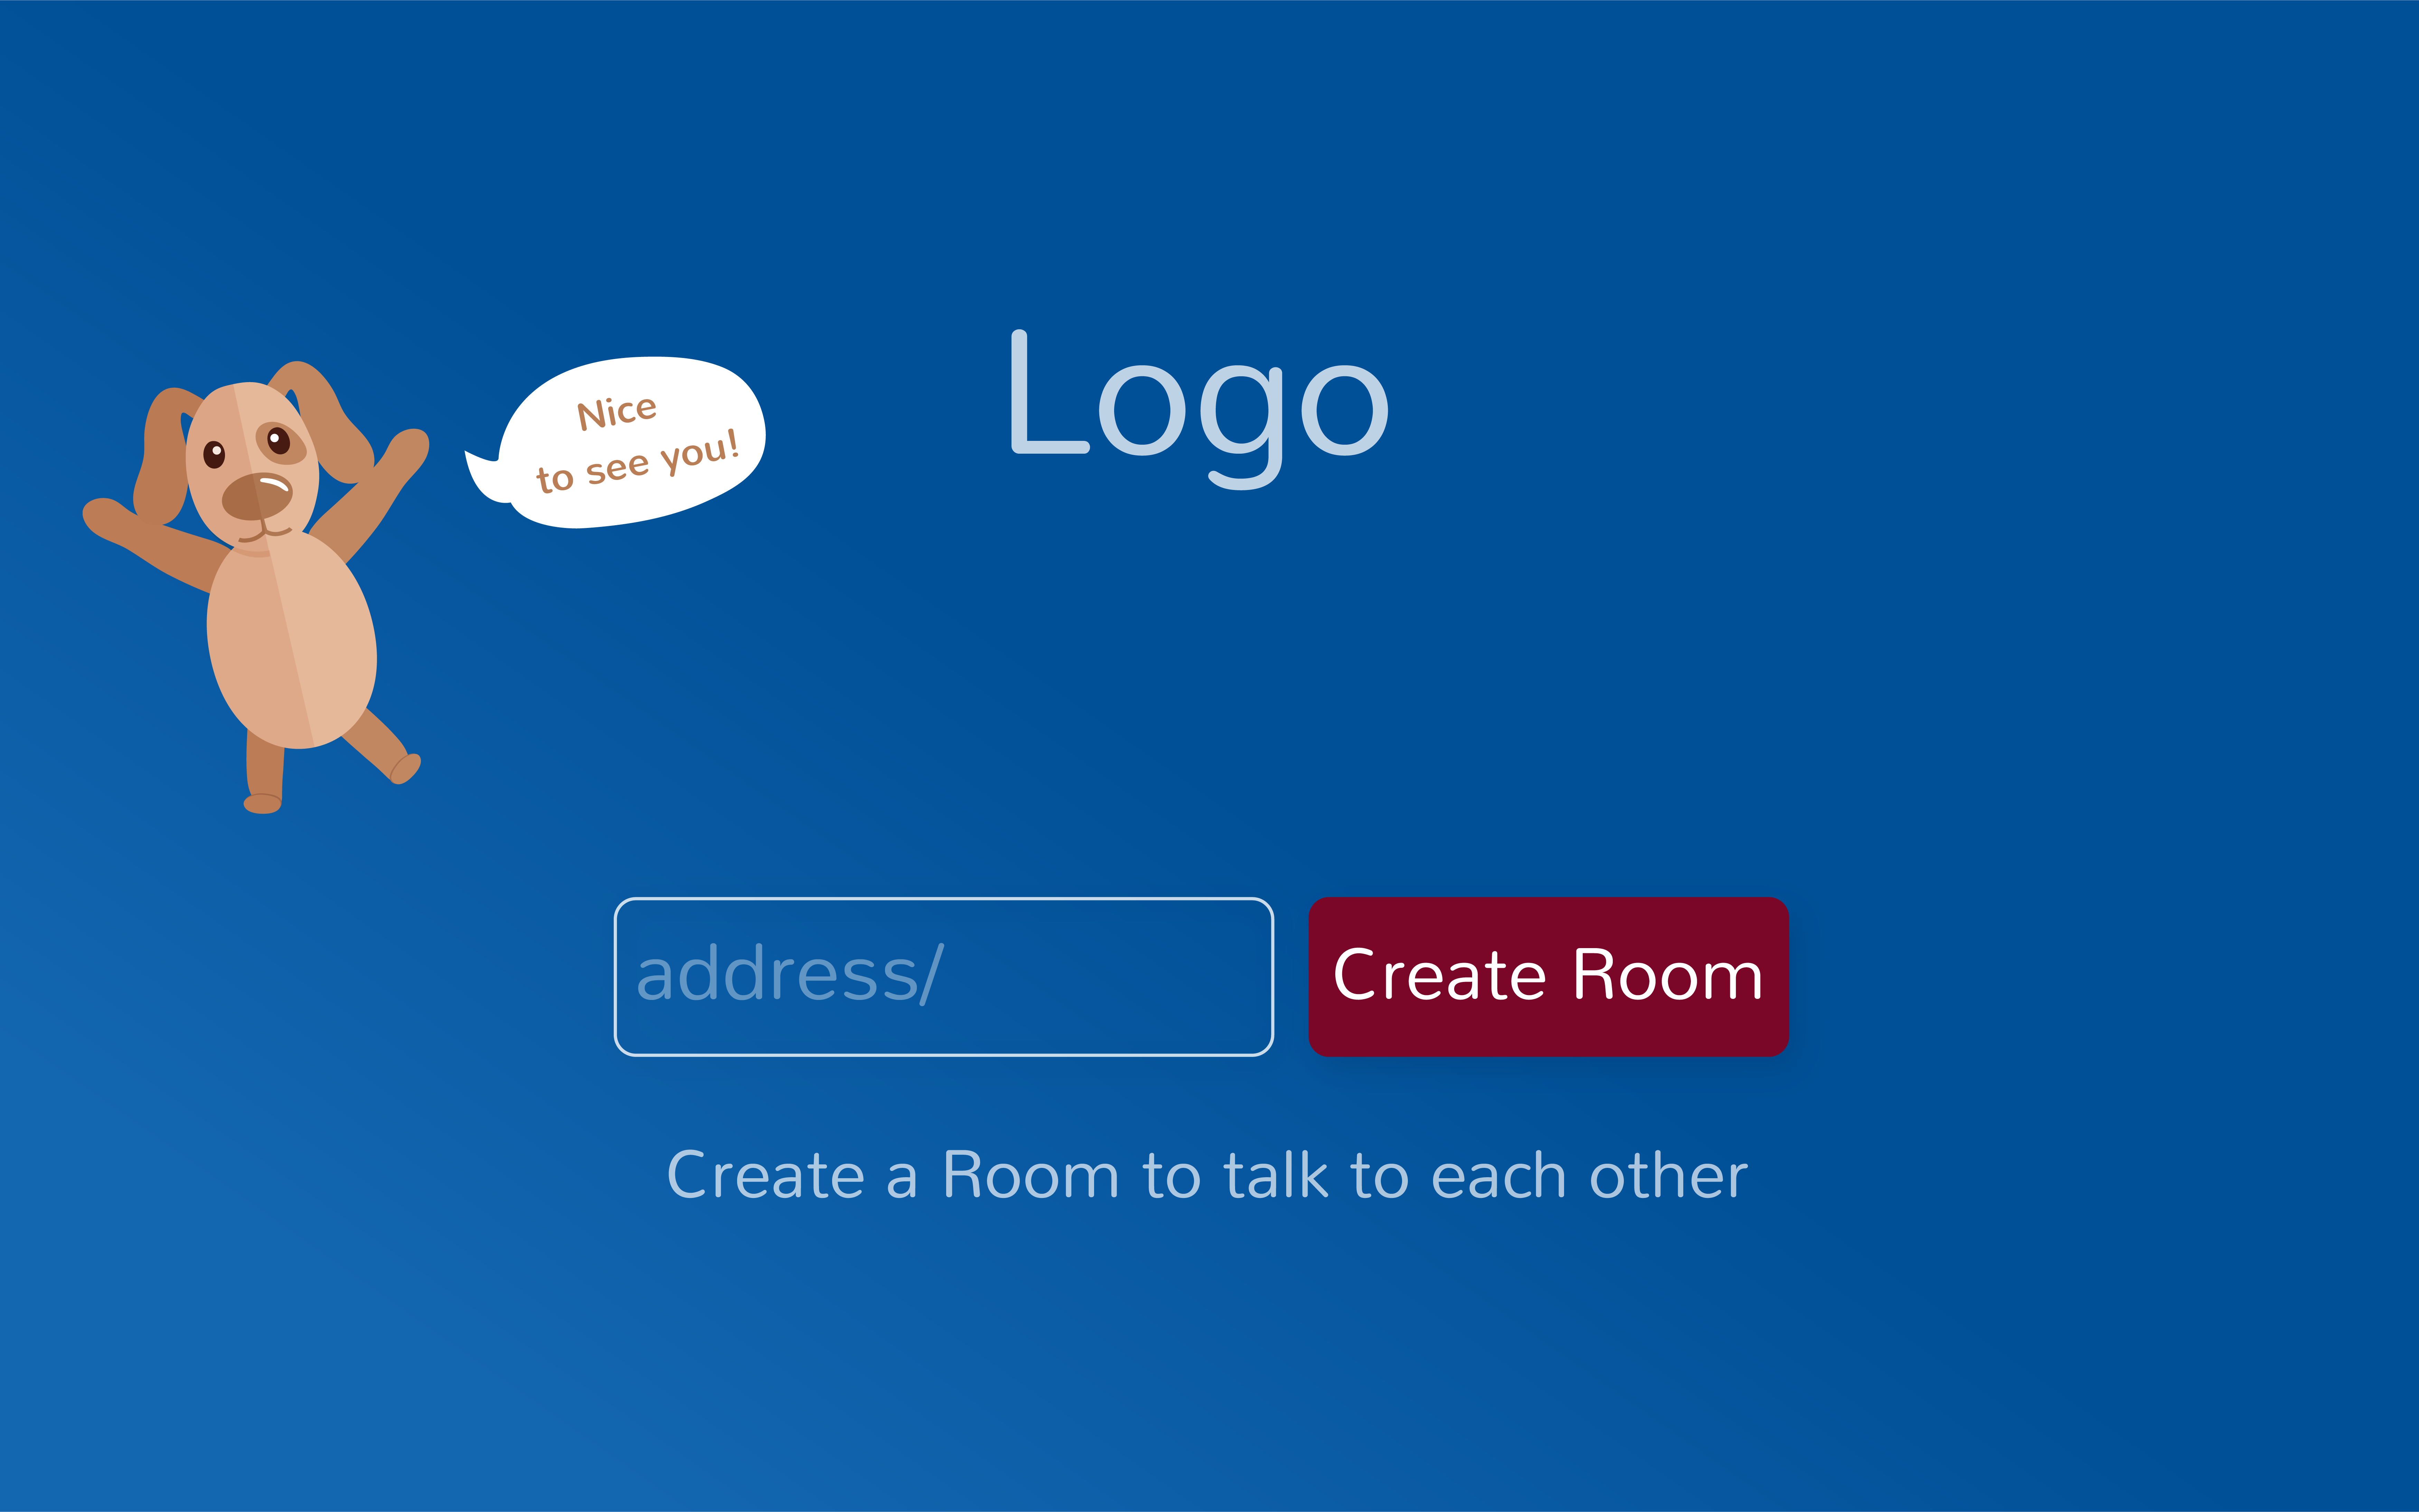 Logo
Nice
to see you!
address/
Create Room
Create a Room to talk to each other